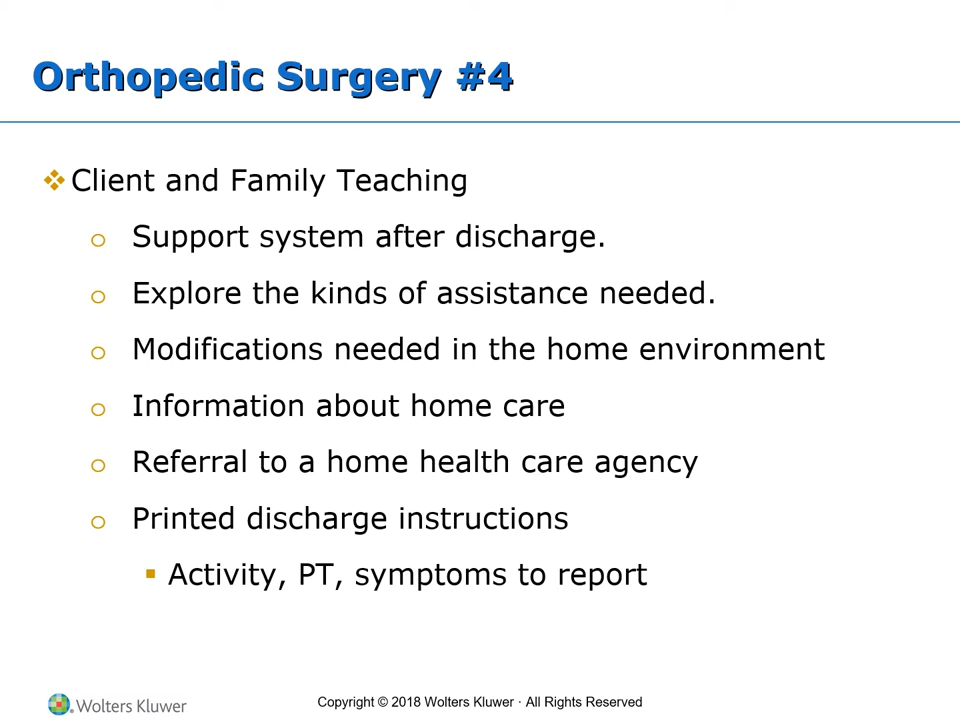 Orthopedic Surgery #4
❖ Client and Family Teaching
o Support system after discharge.
o Explore the kinds of assistance needed.
o Modifications needed in the home environment
o Information about home care
o Referral to a home health care agency
o Printed discharge instructions
▪ Activity, PT, symptoms to report
Wolters Kluwer
Copyright © 2018 Wolters Kluwer · All Rights Reserved